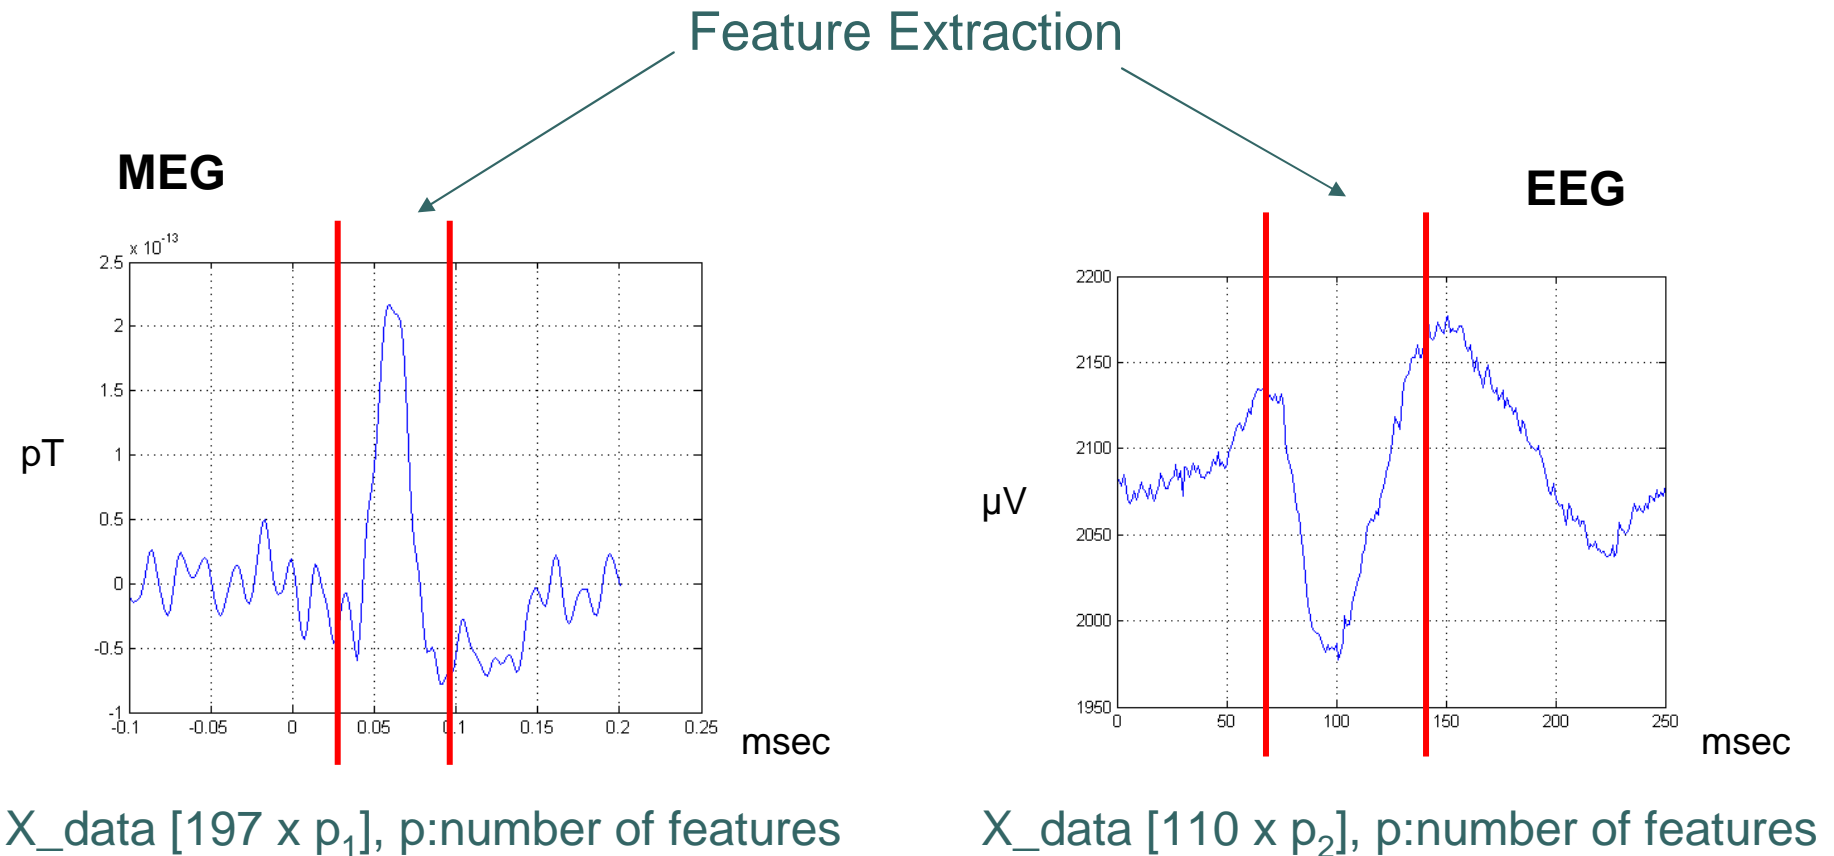 Feature Extraction
MEG
EEG
x 10-13
2.5
2
1.5
1
0.5
0
-0.5
-1
-0.1 -0.05 0 0.05 0.1 0.15 0.2 0.25
pT
msec
2200
2150
2100
2050
2000
1950
0 50 100 150 200 250
µV
msec
X_data [197 x p1], p:number of features
X_data [110 x p2], p:number of features